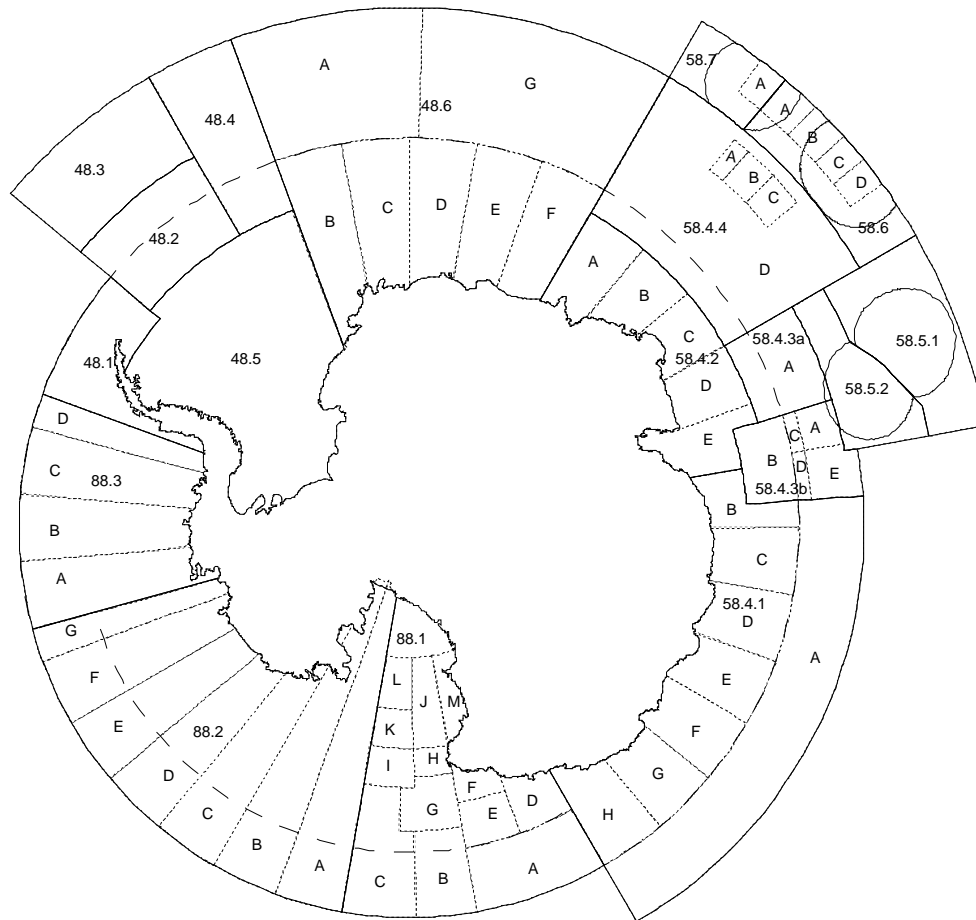 A
G
58.7
48.6
48.4
48.3
48.2
A
A
B
C
D
58.6
A
B
C
58.4.4
D
B
C
D
E
F
A
B
C
58.4.2
D
E
58.4.3a
A
58.5.1
58.5.2
48.1
48.5
D
C
88.3
B
A
B
C
A
D
E
58.4.3b
B
C
58.4.1
D
A
E
F
G
H
G
F
E
88.2
D
C
B
A
88.1
L
J
M
K
I
H
G
F
E
D
C
B
A